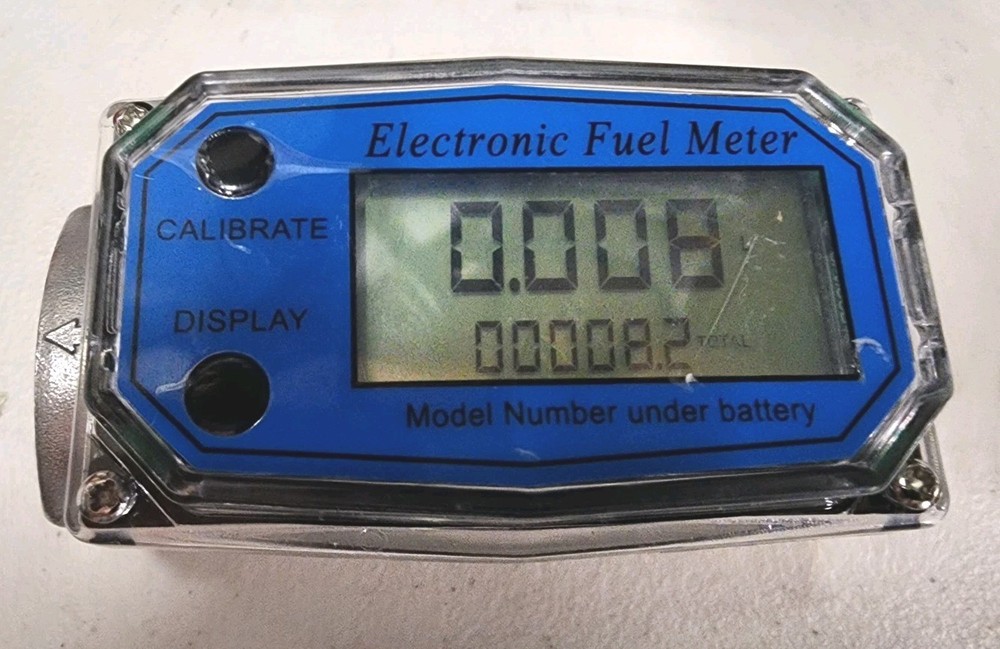 Electronic Fuel Meter
CALIBRATE
0.008
L
DISPLAY
00008.2 TOTAL
Model Number under battery